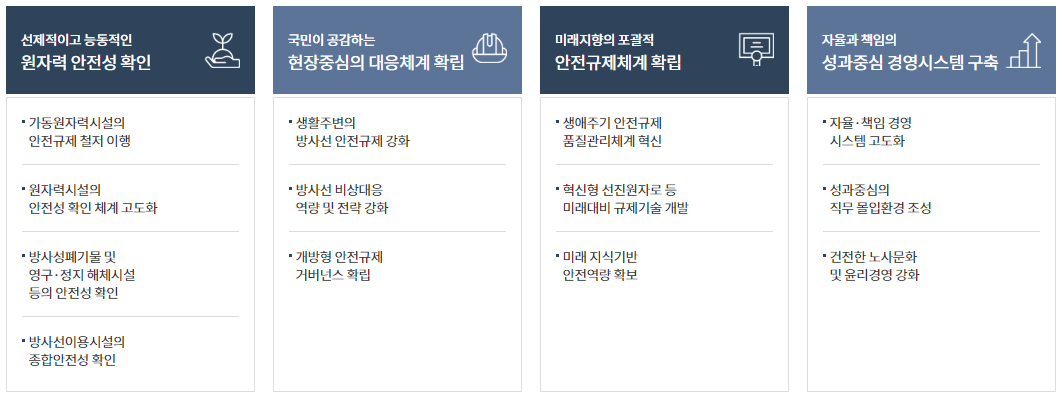 선제적이고 능동적인
원자력 안전성 확인
▪ 가동원자력시설의
안전규제 철저 이행
▪ 원자력시설의
안전성 확인 체계 고도화
▪ 방사성폐기물 및
영구·정지 해체시설
등의 안전성 확인
▪ 방사선이용시설의
종합안전성 확인
국민이 공감하는
현장중심의 대응체계 확립
▪ 생활주변의
방사선 안전규제 강화
▪ 방사선 비상대응
역량 및 전략 강화
▪ 개방형 안전규제
거버넌스 확립
미래지향의 포괄적
안전규제체계 확립
▪ 생애주기 안전규제
품질관리체계 혁신
▪ 혁신형 선진원자로 등
미래대비 규제기술 개발
▪ 미래 지식기반
안전역량 확보
자율과 책임의
성과중심 경영시스템 구축
▪ 자율·책임 경영
시스템 고도화
▪ 성과중심의
직무 몰입환경 조성
▪ 건전한 노사문화
및 윤리경영 강화